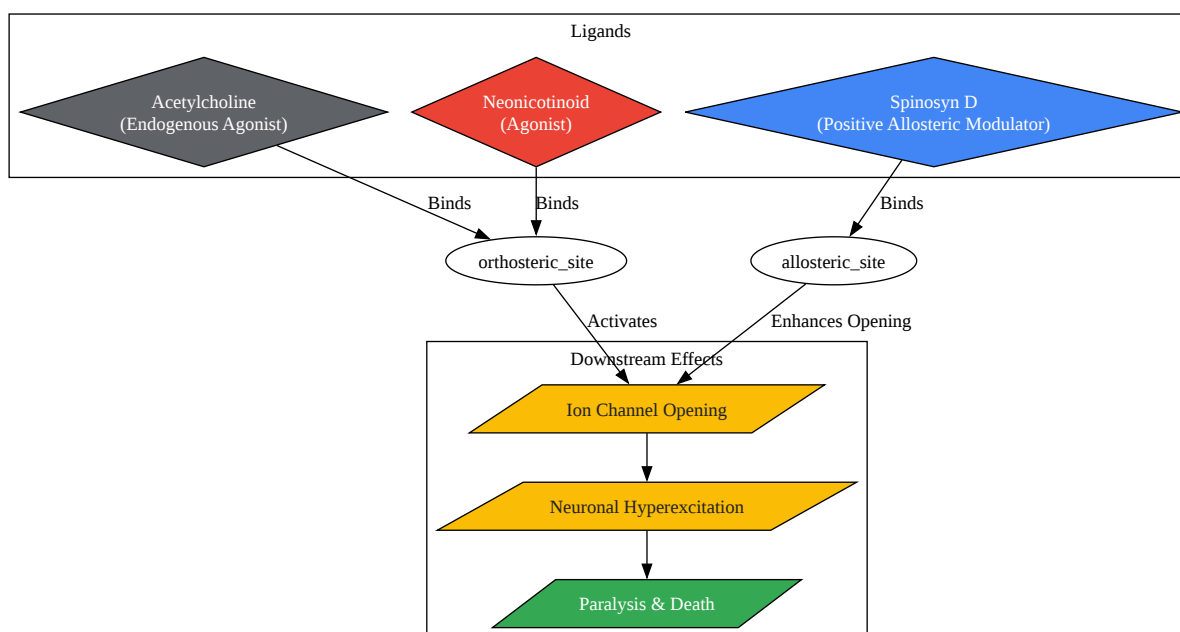 Ligands
Acetylcholine
(Endogenous Agonist)
Neonicotinoid
(Agonist)
Spinosyn D
(Positive Allosteric Modulator)
Binds
Binds
Binds
orthosteric_site
allosteric_site
Activates
Enhances Opening
Downstream Effects
Ion Channel Opening
Neuronal Hyperexcitation
Paralysis & Death